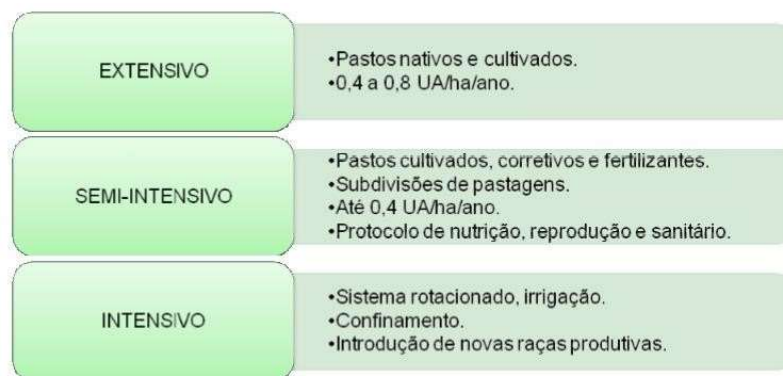 EXTENSIVO
•Pastos nativos e cultivados.
•0,4 a 0,8 UA/ha/ano.
SEMI-INTENSIVO
•Pastos cultivados, corretivos e fertilizantes.
•Subdivisões de pastagens.
•Até 0,4 UA/ha/ano.
•Protocolo de nutrição, reprodução e sanitário.
INTENSIVO
•Sistema rotacionado, irrigação.
•Confinamento.
•Introdução de novas raças produtivas.